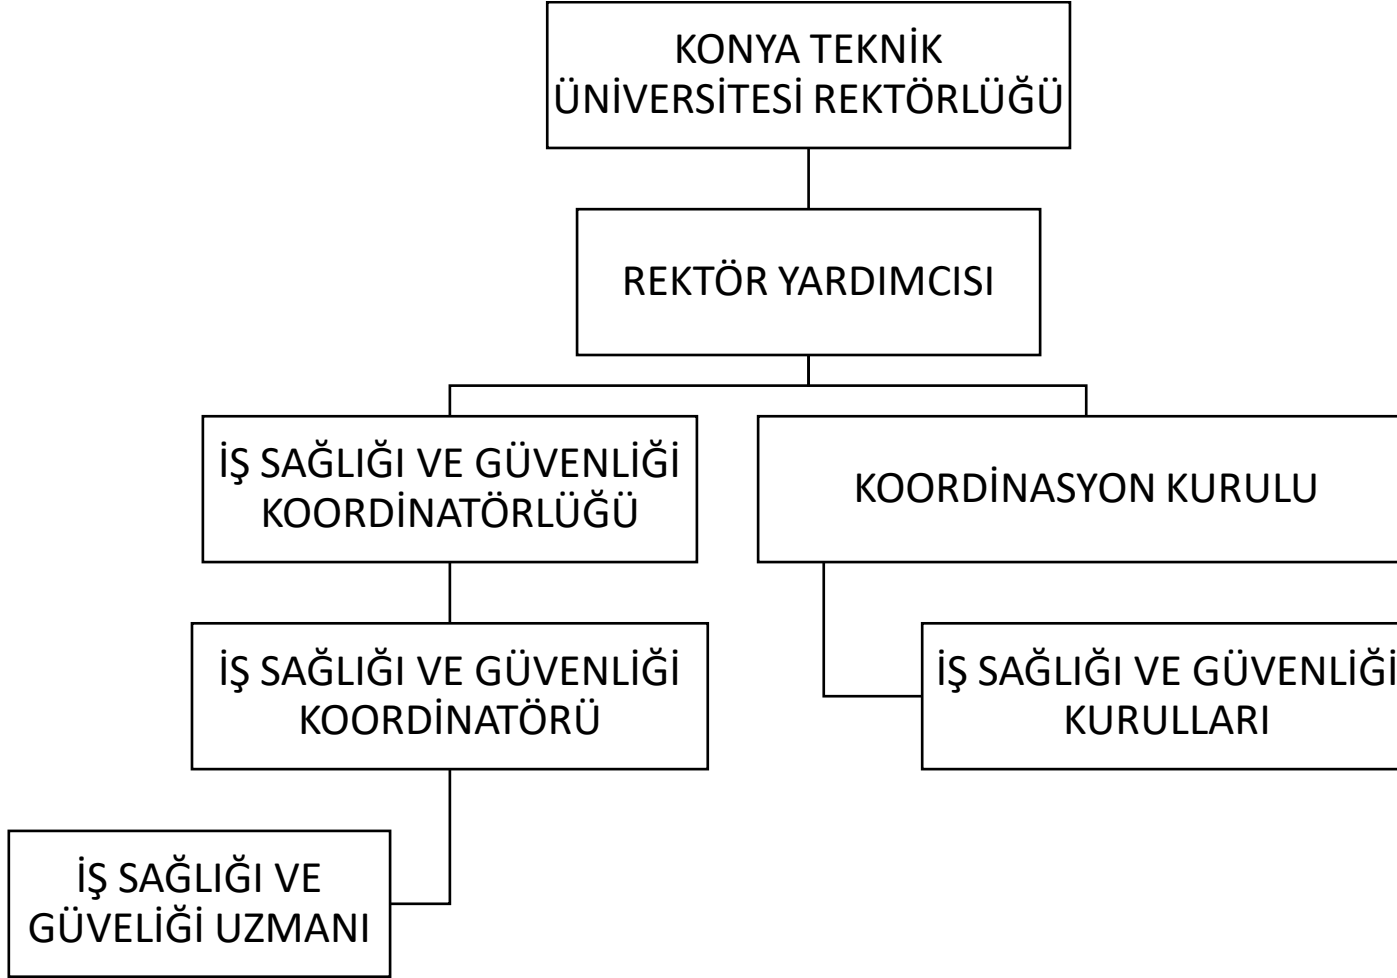 KONYA TEKNİK
ÜNİVERSİTESİ REKTÖRLÜĞÜ
REKTÖR YARDIMCISI
İŞ SAĞLIĞI VE GÜVENLİĞİ
KOORDİNATÖRLÜĞÜ
KOORDİNASYON KURULU
İŞ SAĞLIĞI VE GÜVENLİĞİ
KOORDİNATÖRÜ
İŞ SAĞLIĞI VE GÜVENLİĞİ
KURULLARI
İŞ SAĞLIĞI VE
GÜVELİĞİ UZMANI